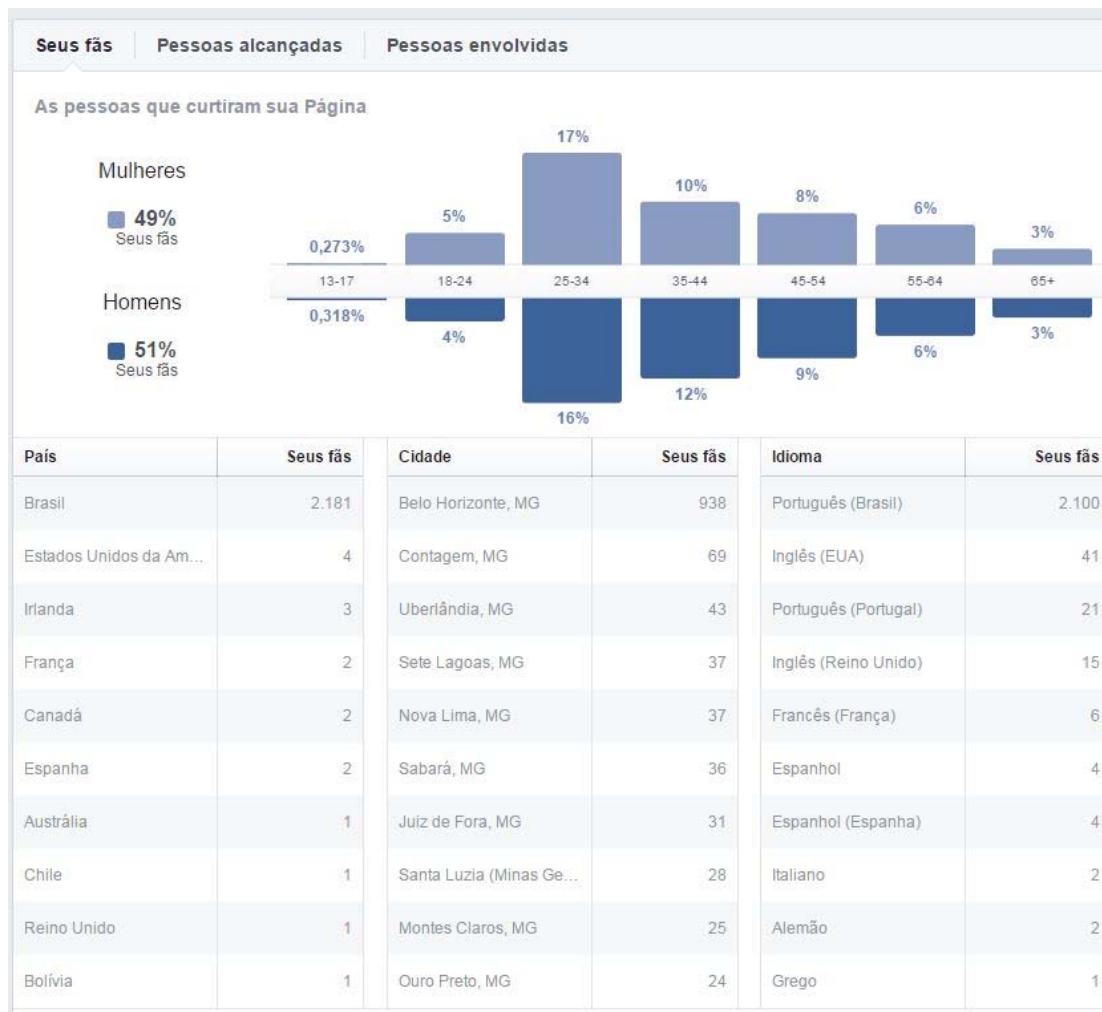 Seus fãs Pessoas alcançadas Pessoas envolvidas
As pessoas que curtiram sua Página
Mulheres
49%
Seus fãs
Homens
51%
Seus fãs
0,273% 5% 17% 10% 8% 6% 3%
13-17 18-24 25-34 35-44 45-54 55-64 65+
0,318% 4% 16% 12% 9% 6% 3%
País Seus fãs Cidade Seus fãs Idioma Seus fãs
Brasil 2.181 Belo Horizonte, MG 938 Português (Brasil) 2.100
Estados Unidos da Am... 4 Contagem, MG 69 Inglês (EUA) 41
Irlanda 3 Uberlândia, MG 43 Português (Portugal) 21
França 2 Sete Lagoas, MG 37 Inglês (Reino Unido) 15
Canadá 2 Nova Lima, MG 37 Francês (França) 6
Espanha 2 Sabará, MG 36 Espanhol 4
Austrália 1 Juiz de Fora, MG 31 Espanhol (Espanha) 4
Chile 1 Santa Luzia (Minas Ge... 28 Italiano 2
Reino Unido 1 Montes Claros, MG 25 Alemão 2
Bolívia 1 Ouro Preto, MG 24 Grego 1